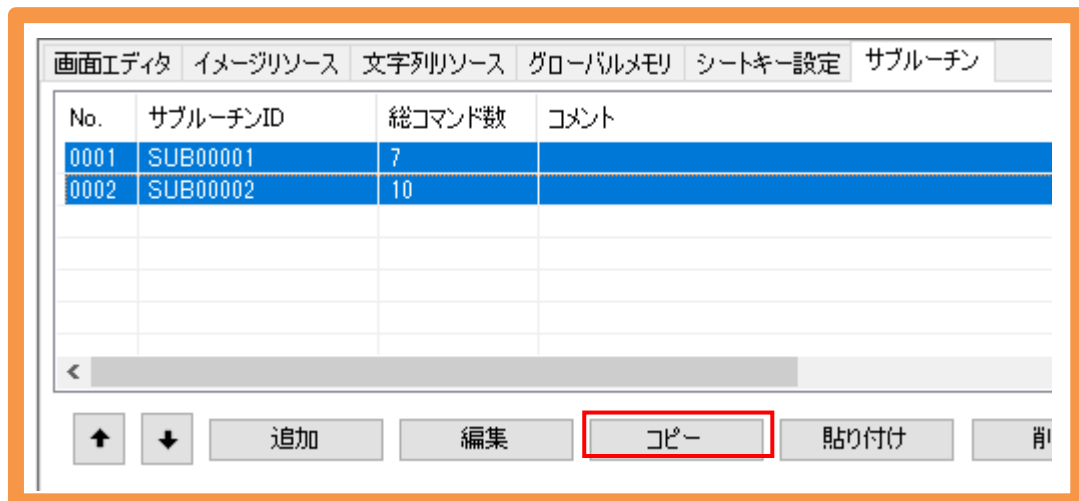 画面エディタ イメージリソース 文字列リソース グローバルメモリ シートキー設定 サブルーチン
No. サブルーチンID 総コマンド数 コメント
0001 SUB00001 7
0002 SUB00002 10
追加 編集 コピー 貼り付け